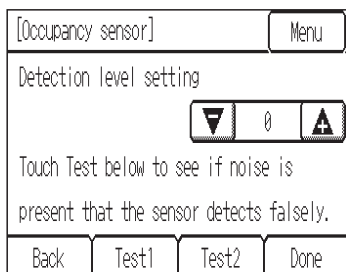 [Occupancy sensor] Menu
Detection level setting
0
Touch Test below to see if noise is
present that the sensor detects falsely.
Back Test1 Test2 Done